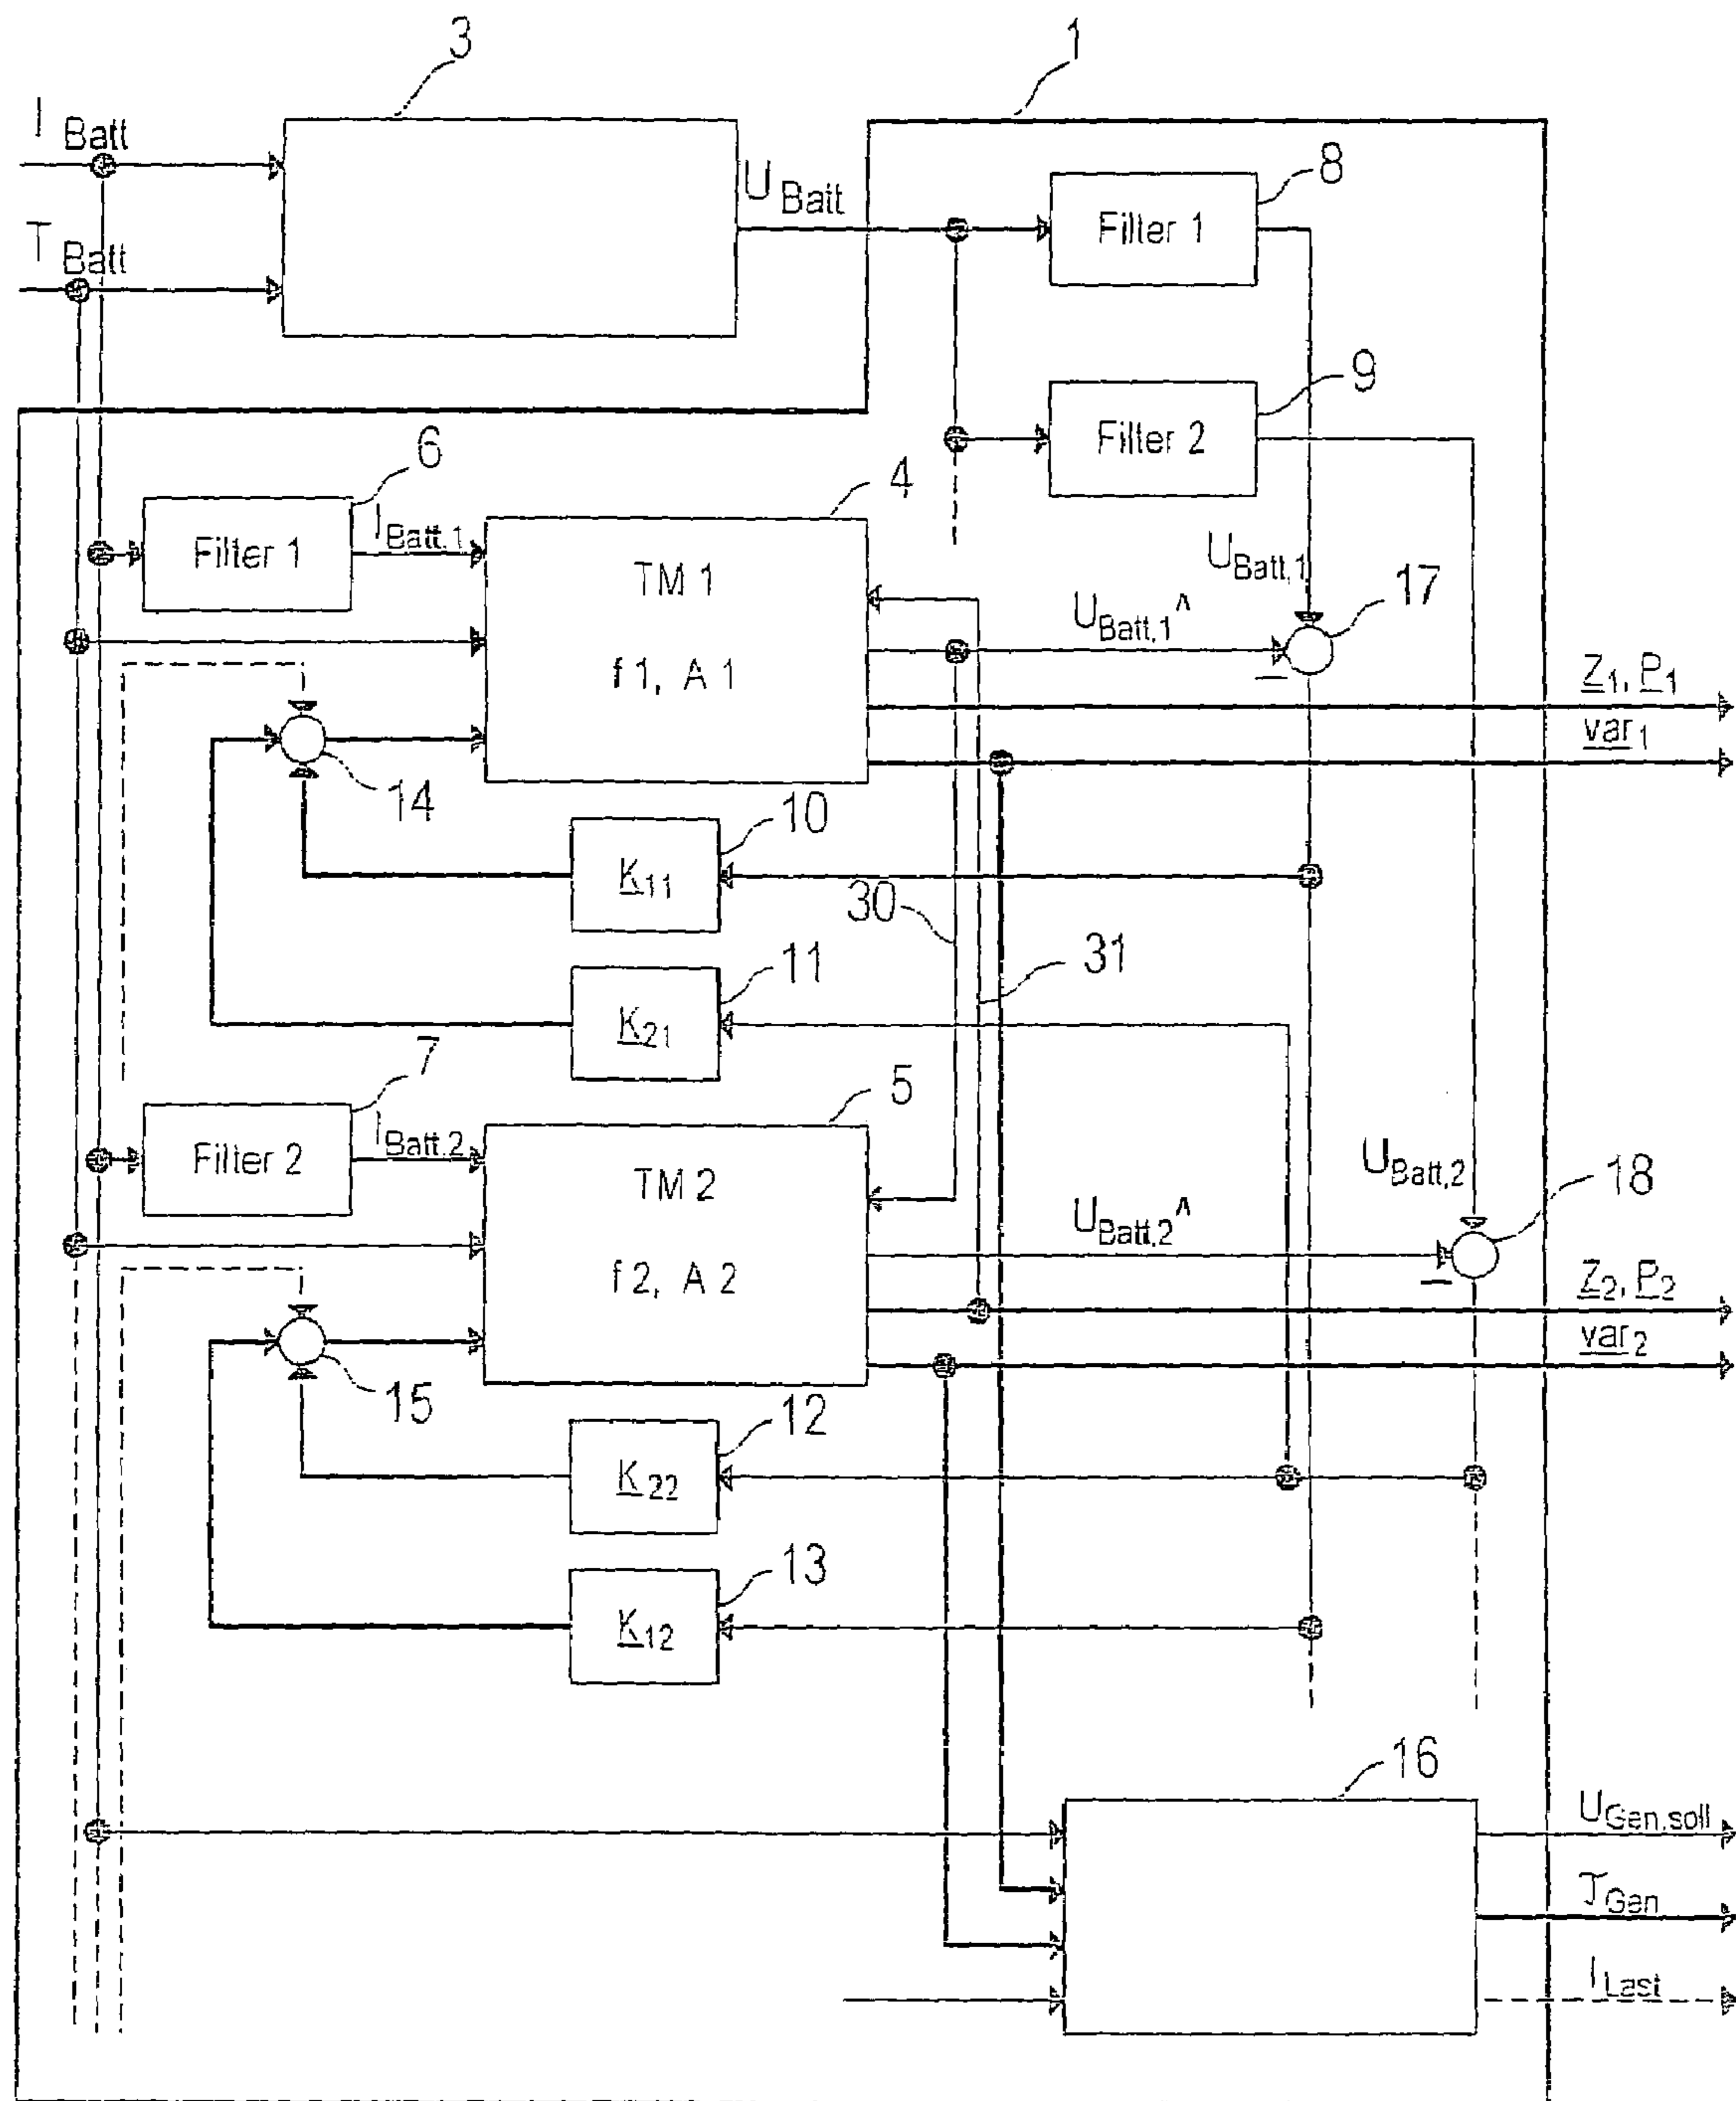 3
1
I Batt
T Batt
U Batt
8
Filter 1
9
Filter 2
6
Filter 1
I Batt,1
4
TM 1
f 1, A 1
U Batt,1
U Batt,1 ^
17
–
Z1, P1
var1
14
10
K11
30
11
K21
31
7
Filter 2
I Batt,2
5
TM 2
f 2, A 2
U Batt,2
U Batt,2 ^
18
–
Z2, P2
var2
15
12
K22
13
K12
16
U Gen,soll
T Gen
I Last